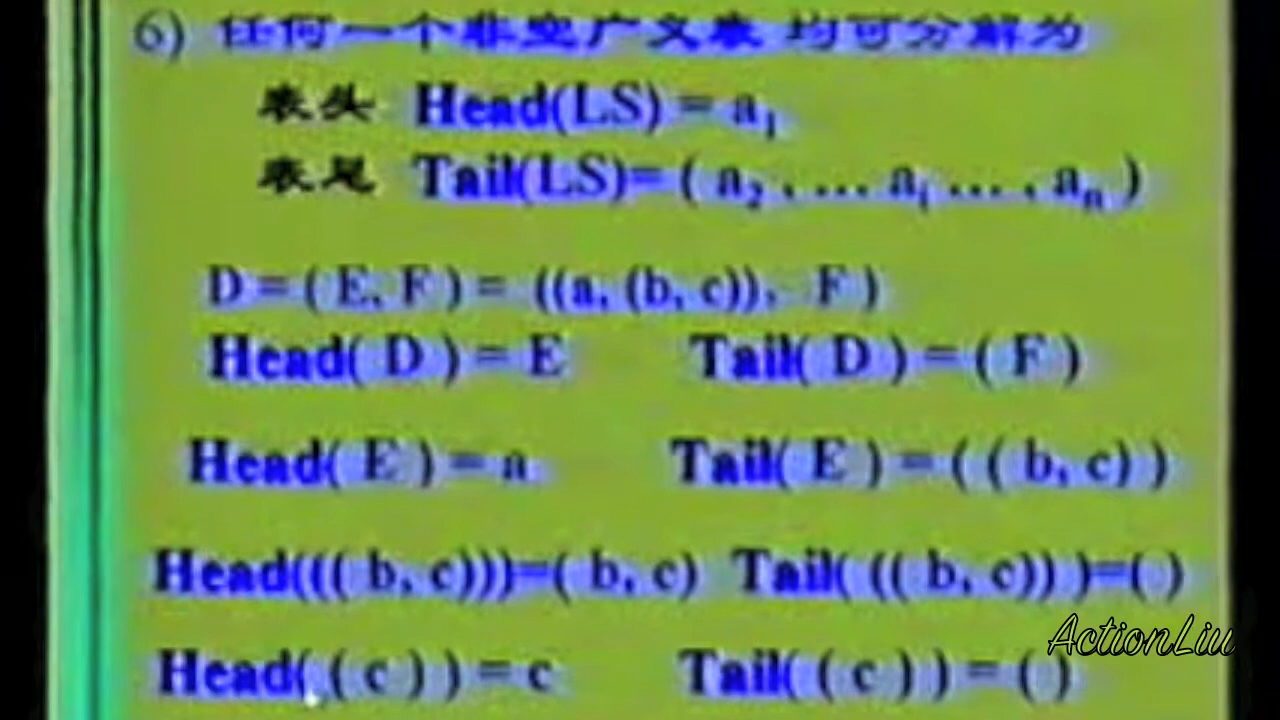 6) 任何一个非空广义表 均可分解为
表头 Head(LS) = a₁
表尾 Tail(LS)= ( a₂ , … aᵢ … , aₙ )
D = ( E, F ) = ((a, (b, c)), F )
Head( D ) = E Tail( D ) = ( F )
Head( E ) = a Tail( E ) = ( ( b, c) )
Head((( b, c)))=( b, c) Tail( (( b, c)) )=( )
Head( ( c ) ) = c Tail( ( c ) ) = ( )
ActionLiu